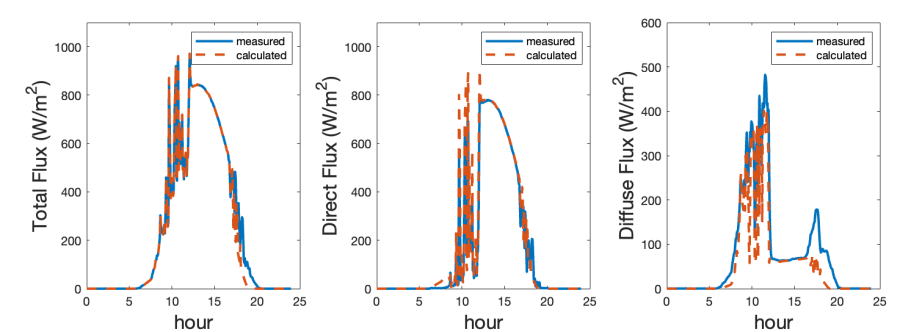 Total Flux (W/m²)
1000
800
600
400
200
0
0 5 10 15 20 25
hour
measured
calculated
Direct Flux (W/m²)
1000
800
600
400
200
0
0 5 10 15 20 25
hour
measured
calculated
Diffuse Flux (W/m²)
600
500
400
300
200
100
0
0 5 10 15 20 25
hour
measured
calculated